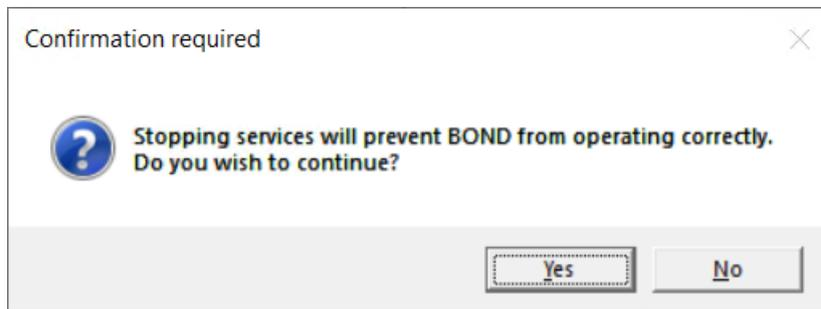 Confirmation required
Stopping services will prevent BOND from operating correctly.
Do you wish to continue?
Yes
No